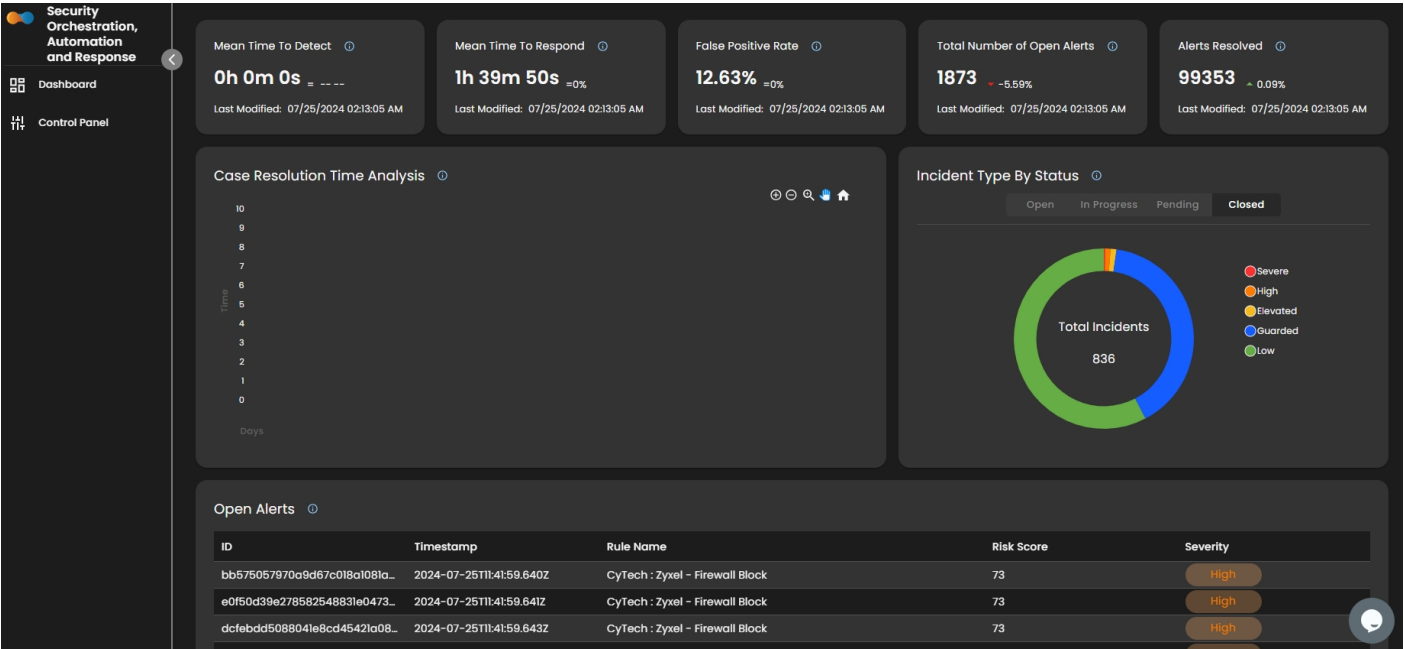 Security
Orchestration,
Automation
and Response
Dashboard
Control Panel
Mean Time To Detect
0h 0m 0s = -- --
Last Modified: 07/25/2024 02:13:05 AM
Mean Time To Respond
1h 39m 50s =0%
Last Modified: 07/25/2024 02:13:05 AM
False Positive Rate
12.63% =0%
Last Modified: 07/25/2024 02:13:05 AM
Total Number of Open Alerts
1873 -5.59%
Last Modified: 07/25/2024 02:13:05 AM
Alerts Resolved
99353 0.09%
Last Modified: 07/25/2024 02:13:05 AM
Case Resolution Time Analysis
10
9
8
7
6
5
4
3
2
1
0
Time
Days
Incident Type By Status
Open In Progress Pending Closed
Total Incidents
836
Severe
High
Elevated
Guarded
Low
Open Alerts
ID Timestamp Rule Name Risk Score Severity
bb575057970a9d67c018a1081a... 2024-07-25T11:41:59.640Z CyTech : Zyxel - Firewall Block 73 High
e0f50d39e278582548831e0473... 2024-07-25T11:41:59.641Z CyTech : Zyxel - Firewall Block 73 High
dcfebdd5088041e8cd45421a08... 2024-07-25T11:41:59.643Z CyTech : Zyxel - Firewall Block 73 High